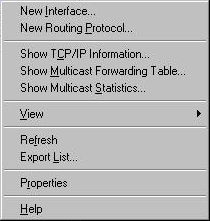 New Interface...
New Routing Protocol...
Show TCP/IP Information...
Show Multicast Forwarding Table...
Show Multicast Statistics...
View
Refresh
Export List...
Properties
Help